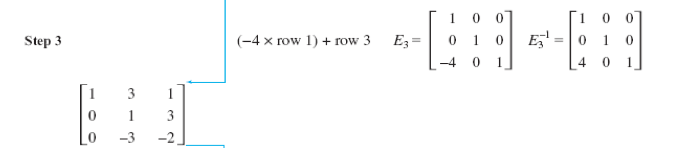 Step 3 (−4 × row 1) + row 3 E₃ = [1 0 0; 0 1 0; −4 0 1] E₃⁻¹ = [1 0 0; 0 1 0; 4 0 1]
1 3 1
0 1 3
0 −3 −2